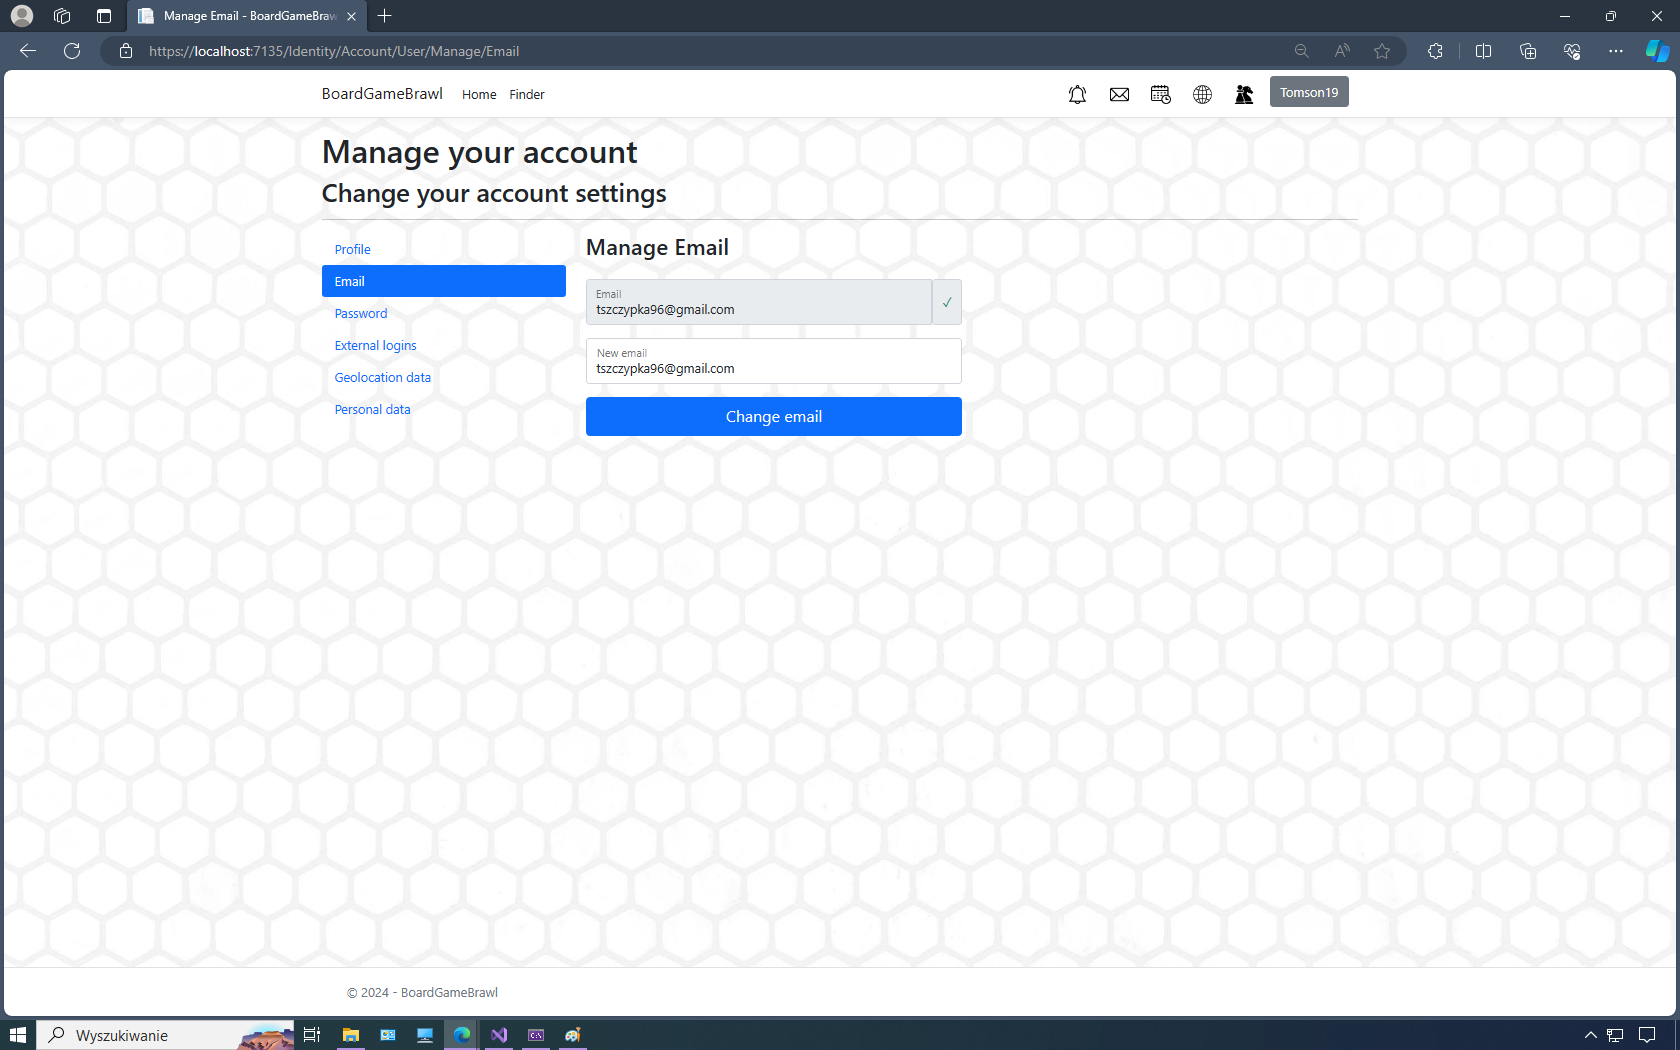 Manage Email - BoardGameBraw
https://localhost:7135/Identity/Account/User/Manage/Email
BoardGameBrawl Home Finder Tomson19
Manage your account
Change your account settings
Profile
Email
Password
External logins
Geolocation data
Personal data
Manage Email
Email
tszczypka96@gmail.com
New email
tszczypka96@gmail.com
Change email
© 2024 - BoardGameBrawl
Wyszukiwanie